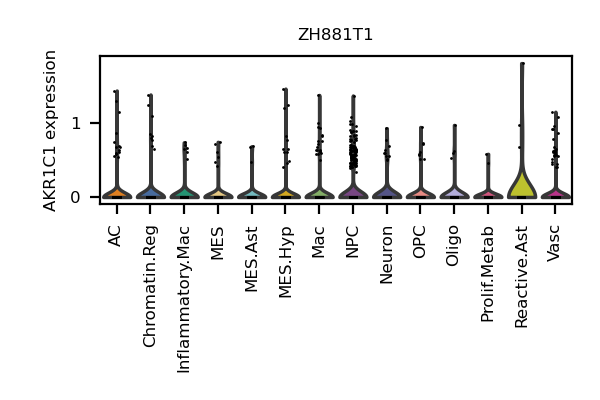 ZH881T1
AKR1C1 expression
1
0
AC
Chromatin.Reg
Inflammatory.Mac
MES
MES.Ast
MES.Hyp
Mac
NPC
Neuron
OPC
Oligo
Prolif.Metab
Reactive.Ast
Vasc